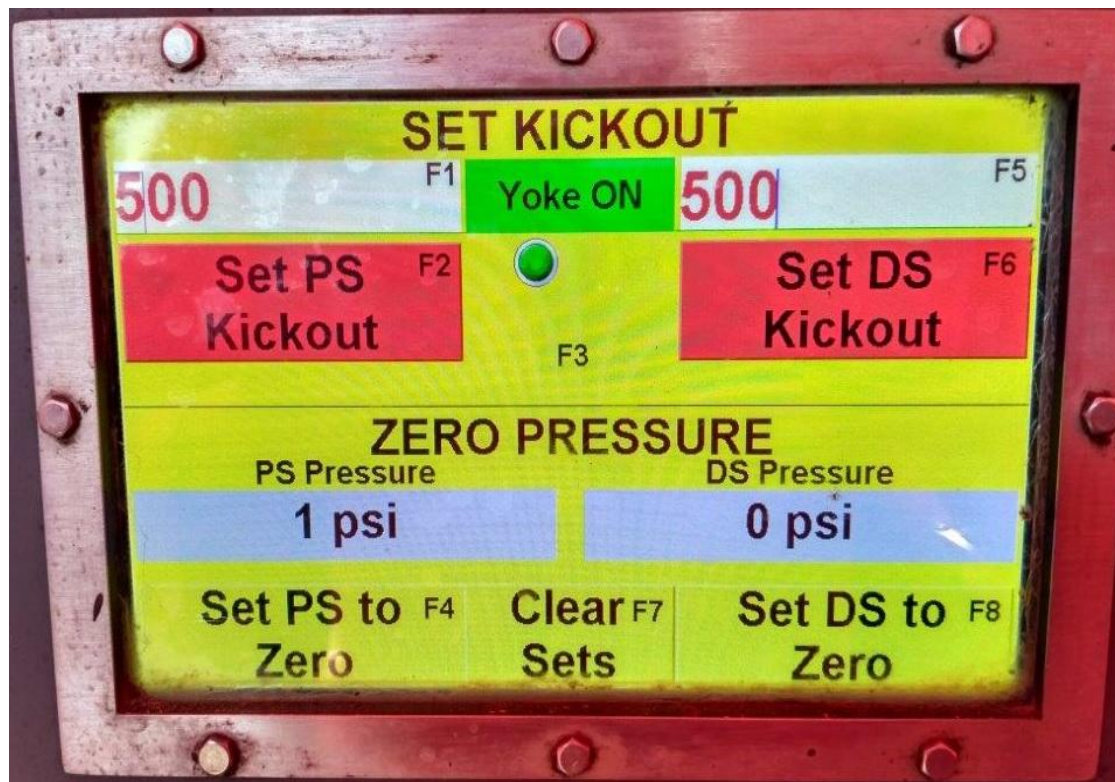 SET KICKOUT
500 F1 Yoke ON 500 F5
Set PS F2 Set DS F6
Kickout Kickout
F3
ZERO PRESSURE
PS Pressure DS Pressure
1 psi 0 psi
Set PS to F4 Clear F7 Set DS to F8
Zero Sets Zero